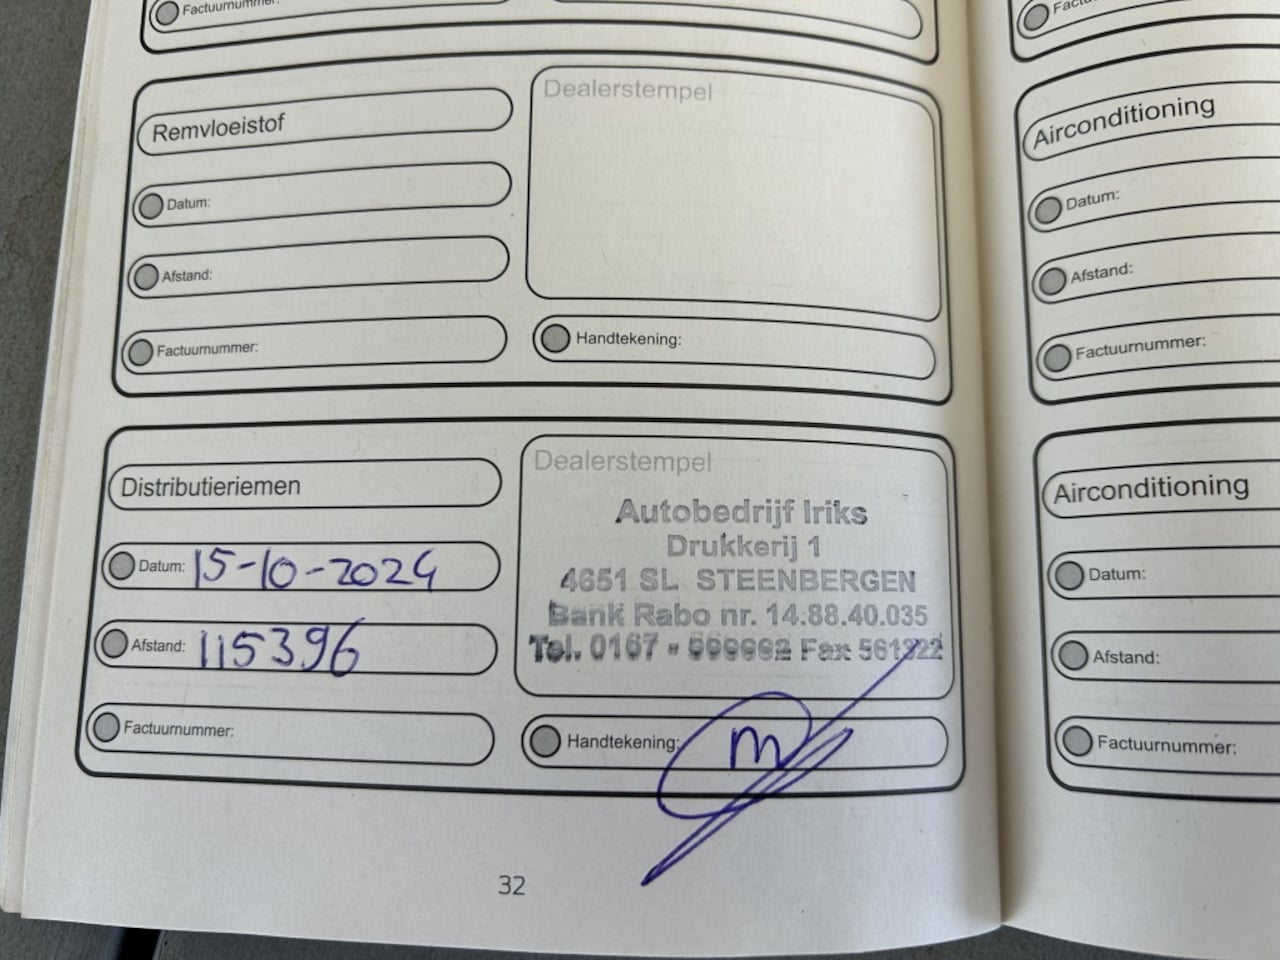 Factuurnummer:
Remvloeistof
Datum:
Afstand:
Factuurnummer:
Dealerstempel
Handtekening:
Distributieriemen
Datum: 15-10-2024
Afstand: 115396
Factuurnummer:
Dealerstempel
Autobedrijf Iriks
Drukkerij 1
4651 SL STEENBERGEN
Bank Rabo nr. 14.88.40.035
Tel. 0167 - Fax 561322
Handtekening: m
32
Airconditioning
Datum:
Afstand:
Factuurnummer:
Airconditioning
Datum:
Afstand:
Factuurnummer: